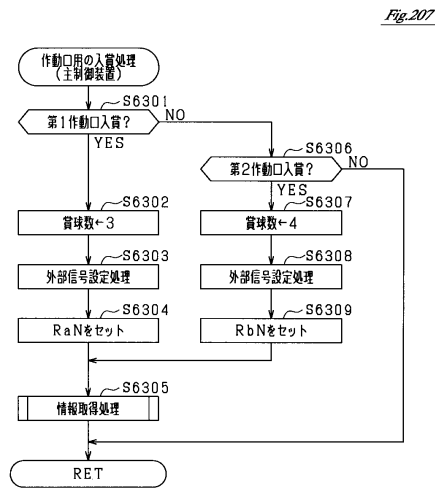 Fig.207
作動口用の入賞処理
(主制御装置)
S6301
第1作動口入賞?
NO
YES
S6306
第2作動口入賞?
NO
YES
S6302
賞球数←3
S6307
賞球数←4
S6303
外部信号設定処理
S6308
外部信号設定処理
S6304
RaNをセット
S6309
RbNをセット
S6305
情報取得処理
RET